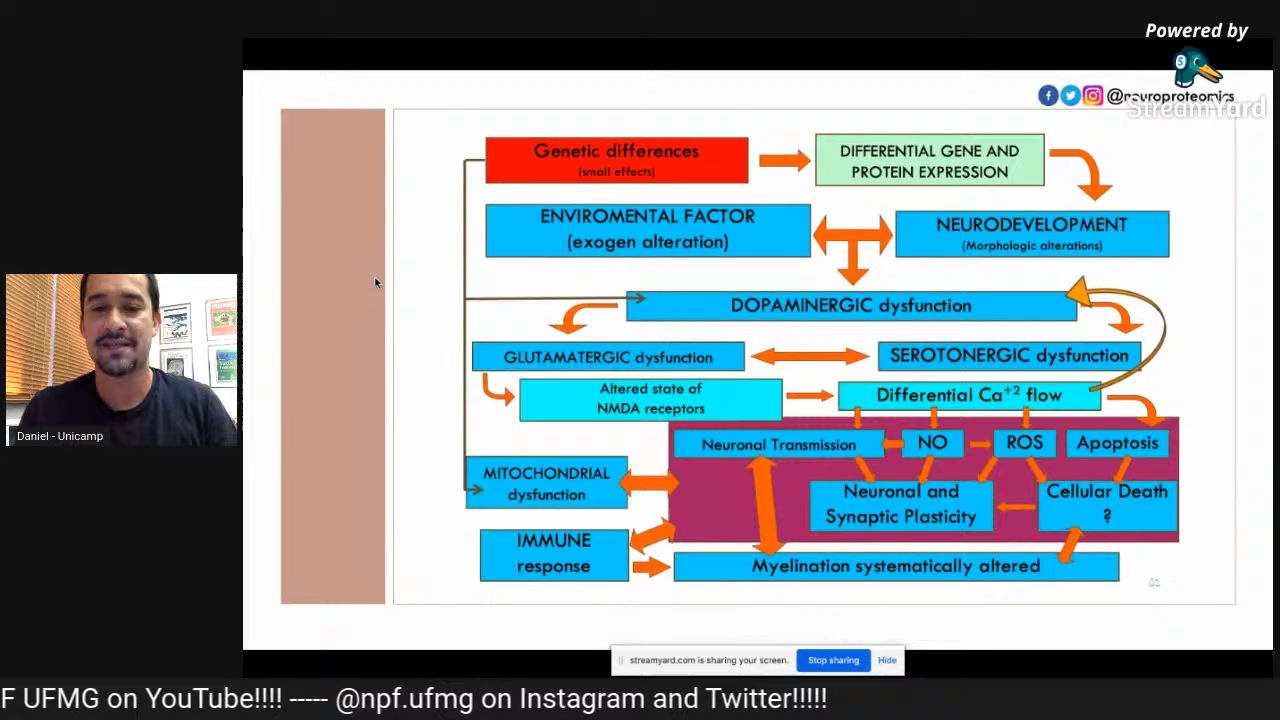 Powered by
StreamYard
@neuroproteomics
Genetic differences
(small effects)
DIFFERENTIAL GENE AND
PROTEIN EXPRESSION
ENVIROMENTAL FACTOR
(exogen alteration)
NEURODEVELOPMENT
(Morphologic alterations)
DOPAMINERGIC dysfunction
GLUTAMATERGIC dysfunction
SEROTONERGIC dysfunction
Altered state of
NMDA receptors
Differential Ca+2 flow
Neuronal Transmission
NO
ROS
Apoptosis
MITOCHONDRIAL
dysfunction
Neuronal and
Synaptic Plasticity
Cellular Death
?
IMMUNE
response
Myelination systematically altered
61
Daniel - Unicamp
streamyard.com is sharing your screen.
Stop sharing
Hide
F UFMG on YouTube!!!! ----- @npf.ufmg on Instagram and Twitter!!!!!